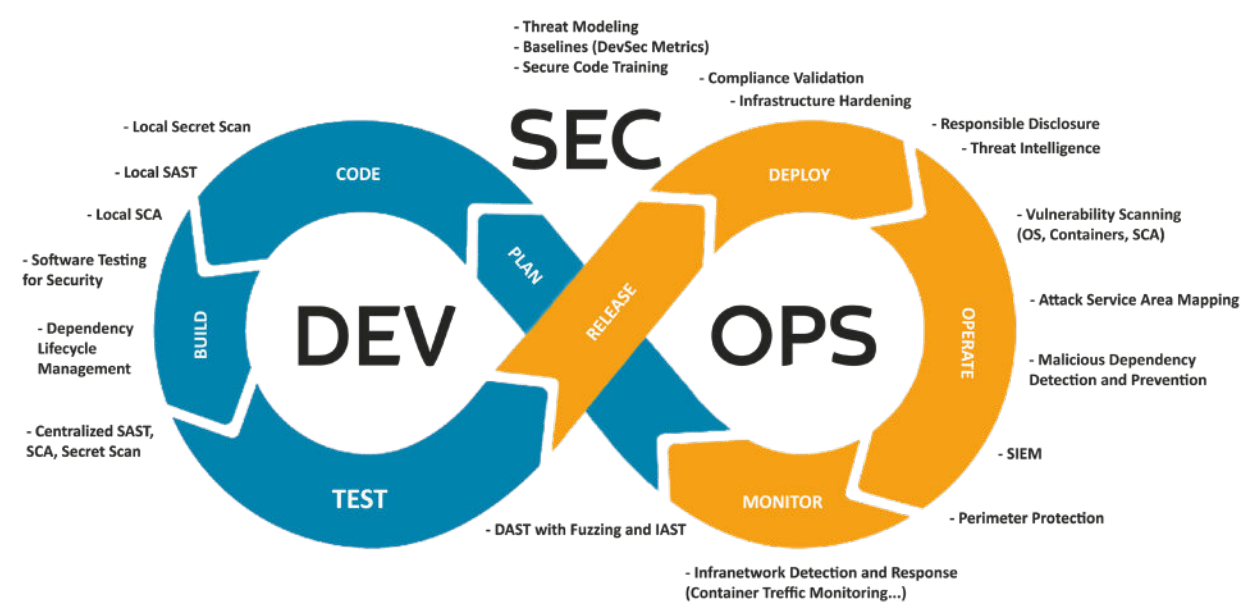 - Threat Modeling
- Baselines (DevSec Metrics)
- Secure Code Training
- Compliance Validation
- Infrastructure Hardening
- Responsible Disclosure
- Threat Intelligence
- Local Secret Scan
- Local SAST
- Local SCA
- Software Testing
for Security
- Dependency
Lifecycle
Management
- Centralized SAST,
SCA, Secret Scan
SEC
CODE
PLAN
BUILD
DEV
TEST
RELEASE
DEPLOY
OPS
OPERATE
MONITOR
- Vulnerability Scanning
(OS, Containers, SCA)
- Attack Service Area Mapping
- Malicious Dependency
Detection and Prevention
- SIEM
- Perimeter Protection
- DAST with Fuzzing and IAST
- Infranetwork Detection and Response
(Container Treffic Monitoring...)